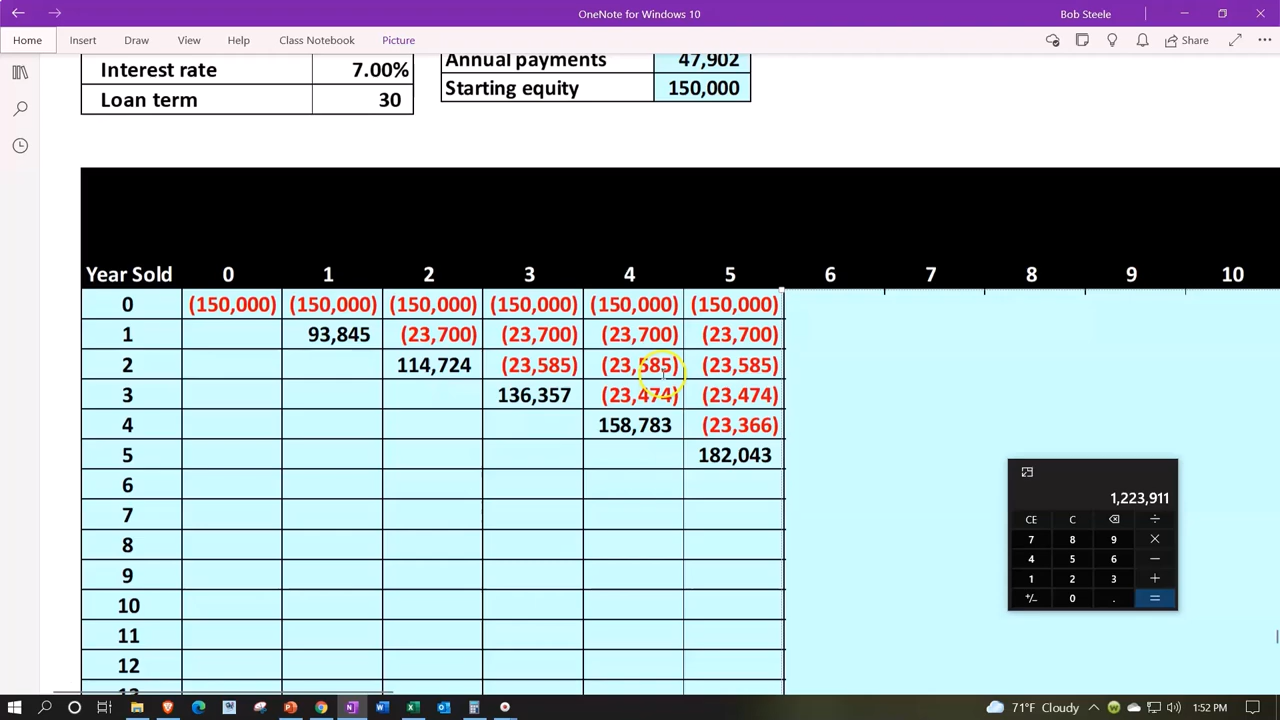 OneNote for Windows 10
Bob Steele
Home Insert Draw View Help Class Notebook Picture Share
Interest rate 7.00%
Loan term 30
Annual payments 47,902
Starting equity 150,000
Year Sold 0 1 2 3 4 5 6 7 8 9 10
0 (150,000) (150,000) (150,000) (150,000) (150,000) (150,000)
1 93,845 (23,700) (23,700) (23,700) (23,700)
2 114,724 (23,585) (23,585) (23,585)
3 136,357 (23,474) (23,474)
4 158,783 (23,366)
5 182,043
6
7
8
9
10
11
12
13
1,223,911
CE C ÷
7 8 9 ×
4 5 6 −
1 2 3 +
+/− 0 . =
71°F Cloudy
1:52 PM